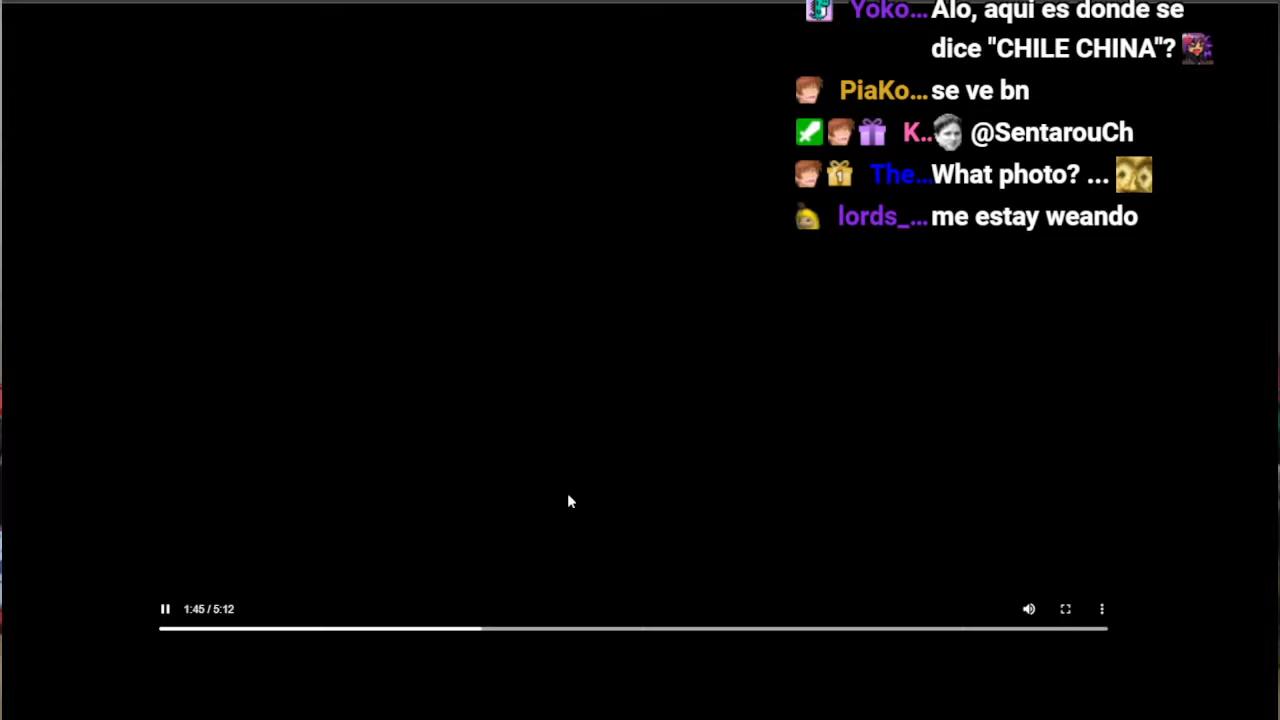 Yoko... Alo, aqui es donde se
dice "CHILE CHINA"?
PiaKo... se ve bn
K.. @SentarouCh
The... What photo? ...
lords_... me estay weando
1:45 / 5:12